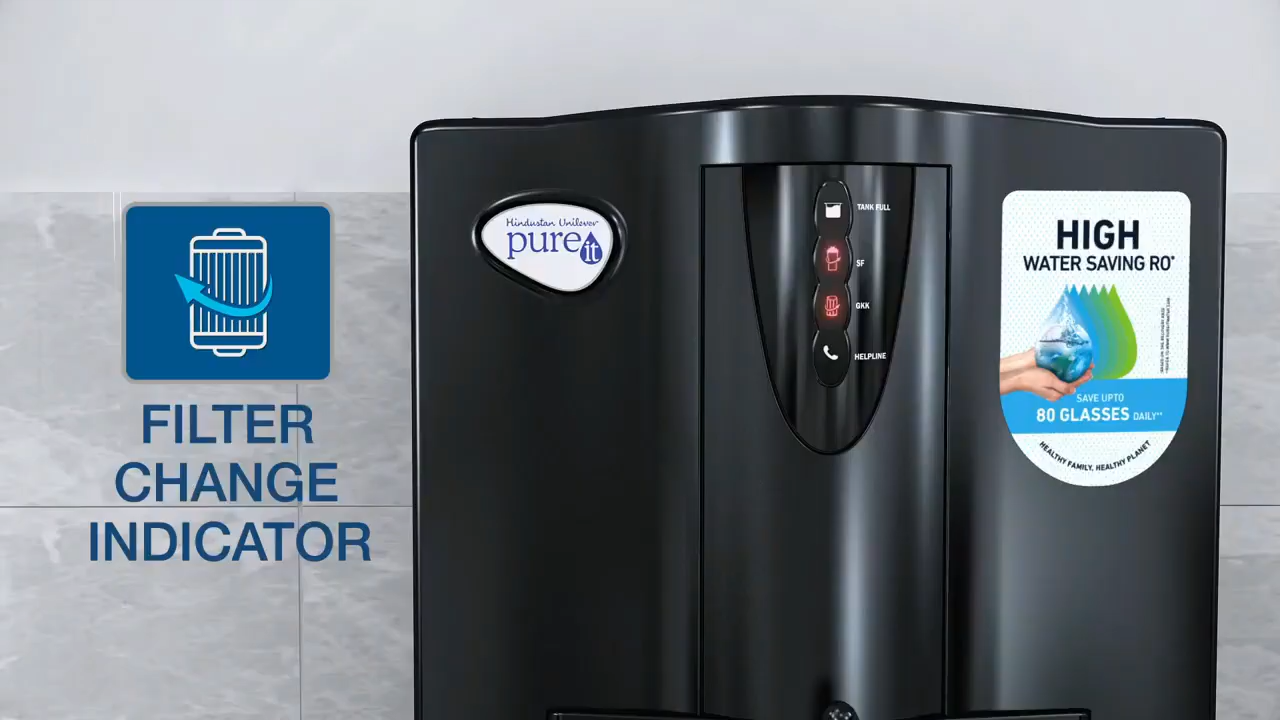 FILTER
CHANGE
INDICATOR
Hindustan Unilever
pureit
TANK FULL
SF
GKK
HELPLINE
HIGH
WATER SAVING RO*
SAVE UPTO
80 GLASSES DAILY**
HEALTHY FAMILY, HEALTHY PLANET